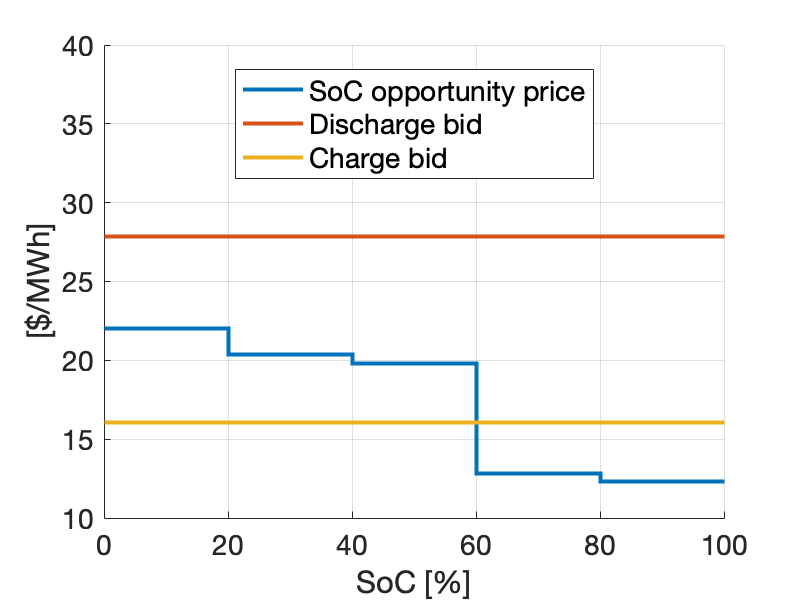 40
35
30
25
20
15
10
[$/MWh]
SoC opportunity price
Discharge bid
Charge bid
0 20 40 60 80 100
SoC [%]